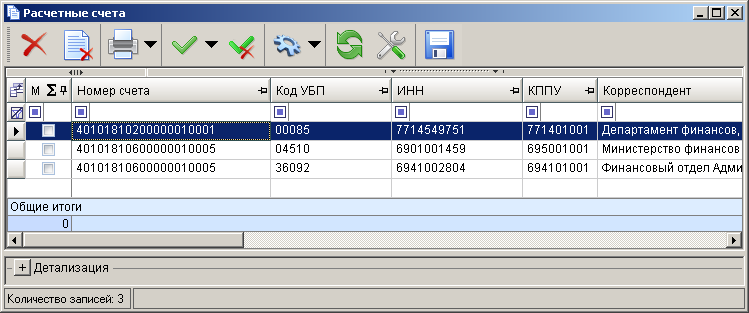 Расчетные счета
М Σ Номер счета Код УБП ИНН КППУ Корреспондент
40101810200000010001 00085 7714549751 771401001 Департамент финансов,
40101810600000010005 04510 6901001459 695001001 Министерство финансов
40101810600000010005 36092 6941002804 694101001 Финансовый отдел Адми
Общие итоги
0
Детализация
Количество записей: 3